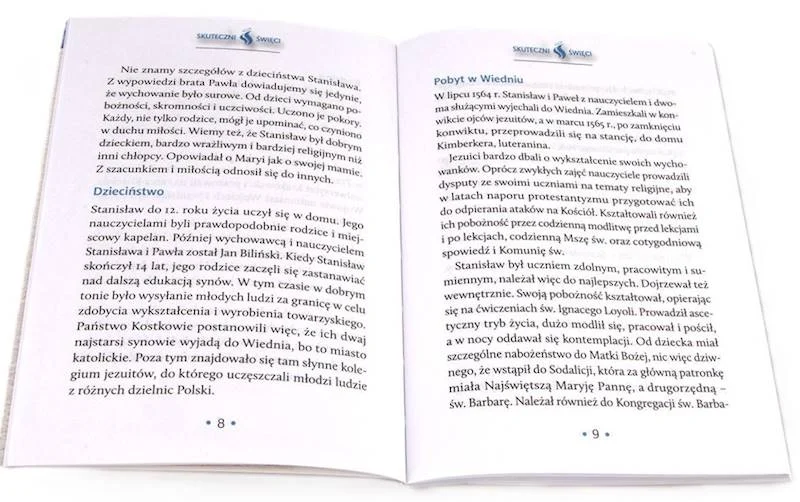 SKUTECZNI ŚWIĘCI
Nie znamy szczegółów z dzieciństwa Stanisława.
Z wypowiedzi brata Pawła dowiadujemy się jedynie,
że wychowanie było surowe. Od dzieci wymagano po-
bożności, skromności i uczciwości. Uczono je pokory.
Każdy, nie tylko rodzice, mógł je upominać, co czyniono
w duchu miłości. Wiemy też, że Stanisław był dobrym
dzieckiem, bardzo wrażliwym i bardziej religijnym niż
inni chłopcy. Opowiadał o Maryi jak o swojej mamie.
Z szacunkiem i miłością odnosił się do innych.
Dzieciństwo
Stanisław do 12. roku życia uczył się w domu. Jego
nauczycielami byli prawdopodobnie rodzice i miej-
scowy kapelan. Później wychowawcą i nauczycielem
Stanisława i Pawła został Jan Biliński. Kiedy Stanisław
skończył 14 lat, jego rodzice zaczęli się zastanawiać
nad dalszą edukacją synów. W tym czasie w dobrym
tonie było wysyłanie młodych ludzi za granicę w celu
zdobycia wykształcenia i wyrobienia towarzyskiego.
Państwo Kostkowie postanowili więc, że ich dwaj
najstarsi synowie wyjadą do Wiednia, bo to miasto
katolickie. Poza tym znajdowało się tam słynne kole-
gium jezuitów, do którego uczęszczali młodzi ludzie
z różnych dzielnic Polski.
• 8 •
SKUTECZNI ŚWIĘCI
Pobyt w Wiedniu
W lipcu 1564 r. Stanisław i Paweł z nauczycielem i dwo-
ma służącymi wyjechali do Wiednia. Zamieszkali w kon-
wikcie ojców jezuitów, a w marcu 1565 r., po zamknięciu
konwiktu, przeprowadzili się na stancję, do domu
Kimberkera, luteranina.
Jezuici bardzo dbali o wykształcenie swoich wycho-
wanków. Oprócz zwykłych zajęć nauczyciele prowadzili
dysputy ze swoimi uczniami na tematy religijne, aby
w latach naporu protestantyzmu przygotować ich
do odpierania ataków na Kościół. Kształtowali również
ich pobożność przez codzienną modlitwę przed lekcjami
i po lekcjach, codzienną Mszę św. oraz cotygodniową
spowiedź i Komunię św.
Stanisław był uczniem zdolnym, pracowitym i su-
miennym, należał więc do najlepszych. Dojrzewał też
wewnętrznie. Swoją pobożność kształtował, opierając
się na ćwiczeniach św. Ignacego Loyoli. Prowadził asce-
tyczny tryb życia, dużo modlił się, pracował i pościł,
a w nocy oddawał się kontemplacji. Od dziecka miał
szczególne nabożeństwo do Matki Bożej, nic więc dziw-
nego, że wstąpił do Sodalicji, która za główną patronkę
miała Najświętszą Maryję Pannę, a drugorzędną –
św. Barbarę. Należał również do Kongregacji św. Barba-
• 9 •